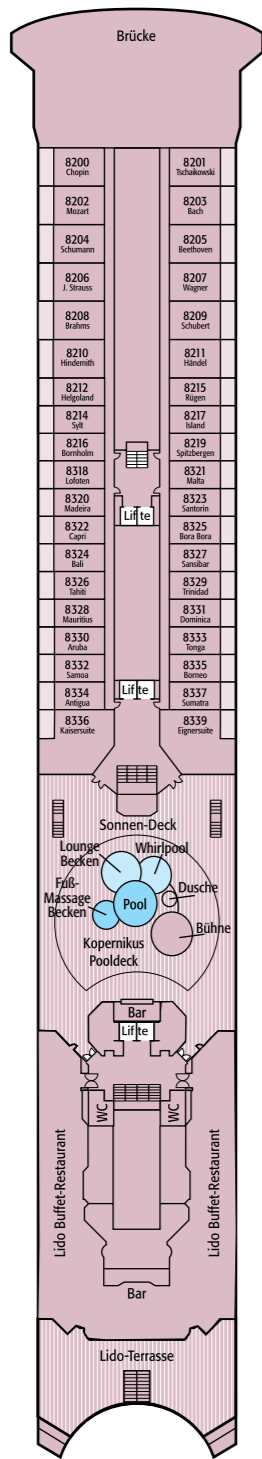 Brücke
8200
Chopin
8201
Tschaikowski
8202
Mozart
8203
Bach
8204
Schumann
8205
Beethoven
8206
J. Strauss
8207
Wagner
8208
Brahms
8209
Schubert
8210
Hindemith
8211
Händel
8212
Helgoland
8215
Rügen
8214
Sylt
8217
Island
8216
Bornholm
8219
Spitzbergen
8318
Lofoten
8321
Malta
8320
Madeira
8323
Santorin
Lifte
8322
Capri
8325
Bora Bora
8324
Bali
8327
Sansibar
8326
Tahiti
8329
Trinidad
8328
Mauritius
8331
Dominica
8330
Aruba
8333
Tonga
8332
Samoa
8335
Borneo
Lifte
8334
Antigua
8337
Sumatra
8336
Kaisersuite
8339
Eignersuite
Sonnen-Deck
Lounge
Becken
Whirlpool
Fuß-
Massage
Becken
Pool
Dusche
Bühne
Kopernikus
Pooldeck
Bar
Lifte
WC
WC
Lido Buffet-Restaurant
Lido Buffet-Restaurant
Bar
Lido-Terrasse